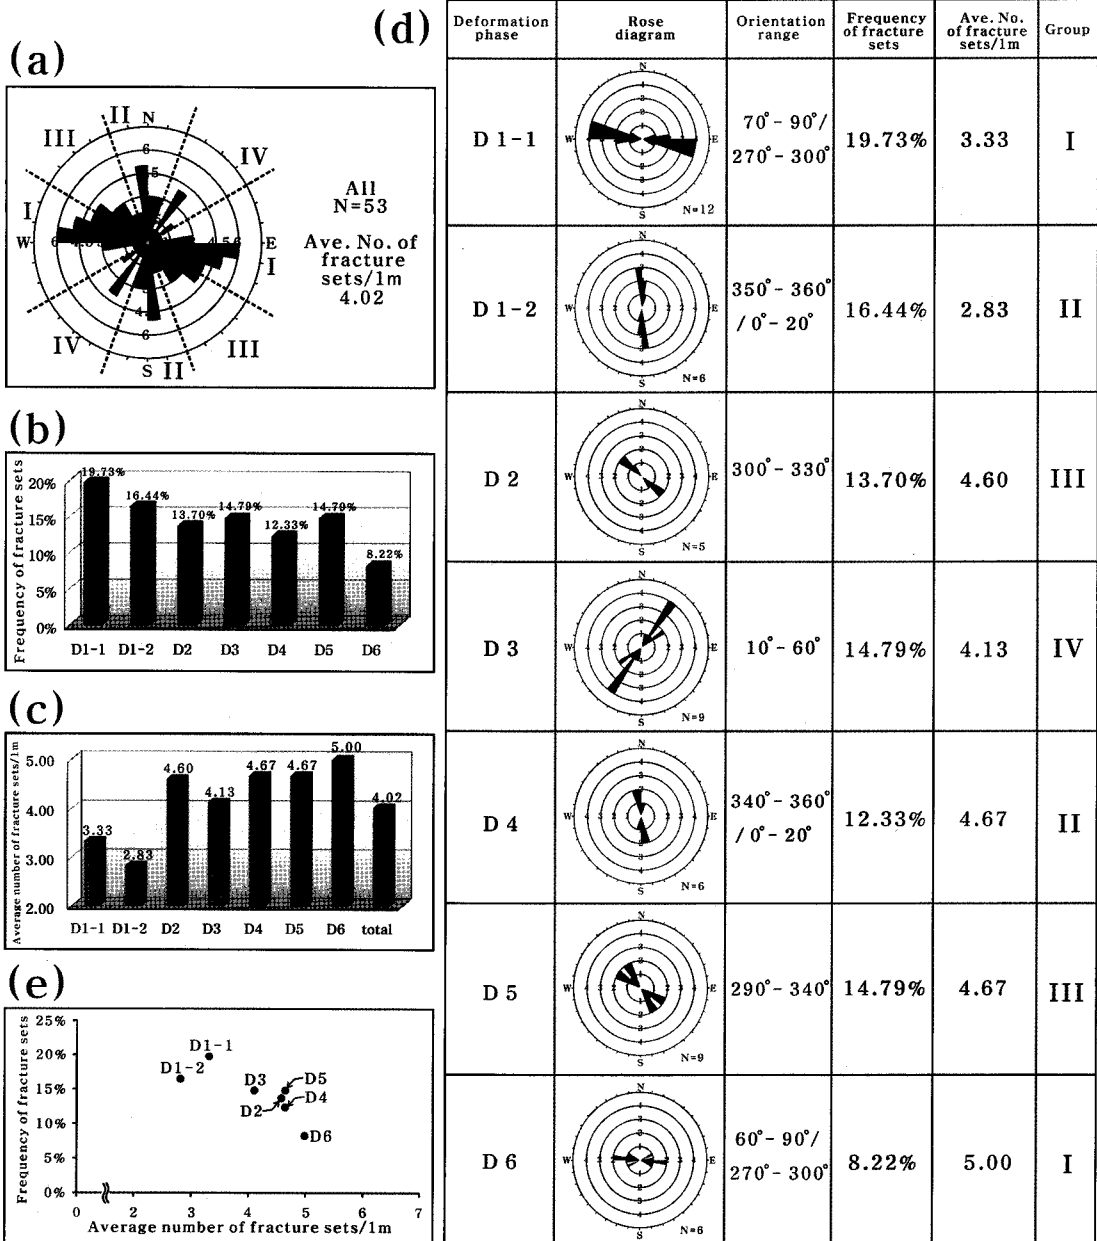 (a)
II N
III
IV
I
W
E
I
IV
III
S II
6
5
4
6
All
N=53
Ave. No. of
fracture
sets/1m
4.02
(b)
Frequency of fracture sets
20%
15%
10%
5%
0%
19.73%
16.44%
13.70%
14.79%
12.33%
14.79%
8.22%
D1-1 D1-2 D2 D3 D4 D5 D6
(c)
Average number of fracture sets/1m
5.00
4.00
3.00
2.00
3.33
2.83
4.60
4.13
4.67
4.67
5.00
4.02
D1-1 D1-2 D2 D3 D4 D5 D6 total
(e)
Frequency of fracture sets
25%
20%
15%
10%
5%
0%
D1-1
D1-2
D3
D5
D2
D4
D6
0 2 3 4 5 6 7
Average number of fracture sets/1m
(d)
Deformation phase
Rose diagram
Orientation range
Frequency of fracture sets
Ave. No. of fracture sets/1m
Group
D 1-1
N
W
E
S
N=12
70°- 90°/
270°- 300°
19.73%
3.33
I
D 1-2
N
W
E
S
N=6
350°- 360°
/ 0°- 20°
16.44%
2.83
II
D 2
N
W
E
S
N=5
300°- 330°
13.70%
4.60
III
D 3
N
W
E
S
N=9
10°- 60°
14.79%
4.13
IV
D 4
N
W
E
S
N=6
340°- 360°
/ 0°- 20°
12.33%
4.67
II
D 5
N
W
E
S
N=9
290°- 340°
14.79%
4.67
III
D 6
N
W
E
S
N=6
60°- 90°/
270°- 300°
8.22%
5.00
I